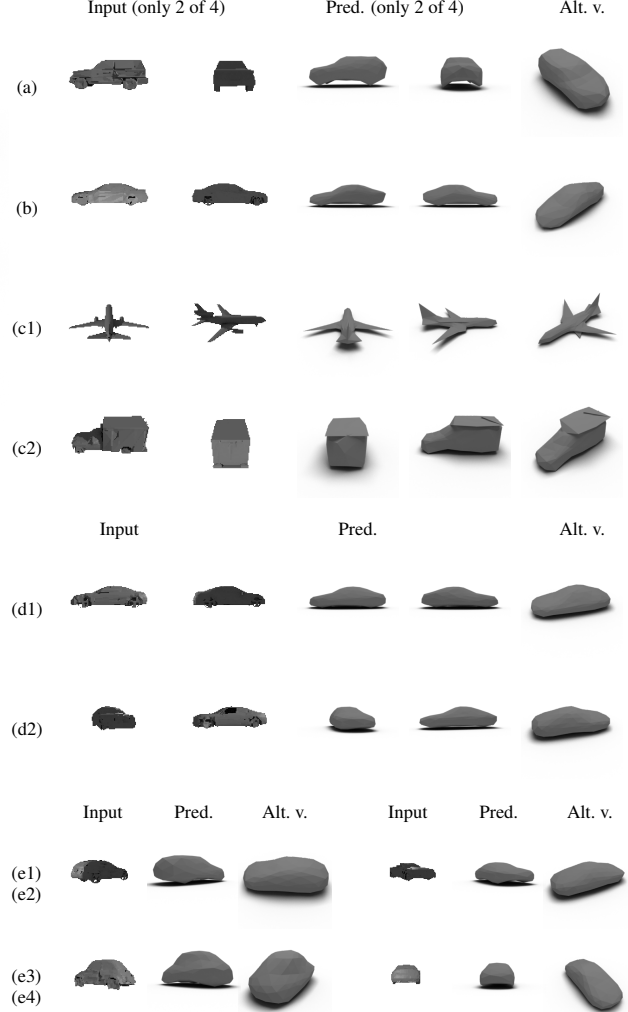 Input (only 2 of 4) Pred. (only 2 of 4) Alt. v.
(a)
(b)
(c1)
(c2)
Input Pred. Alt. v.
(d1)
(d2)
Input Pred. Alt. v. Input Pred. Alt. v.
(e1)
(e2)
(e3)
(e4)